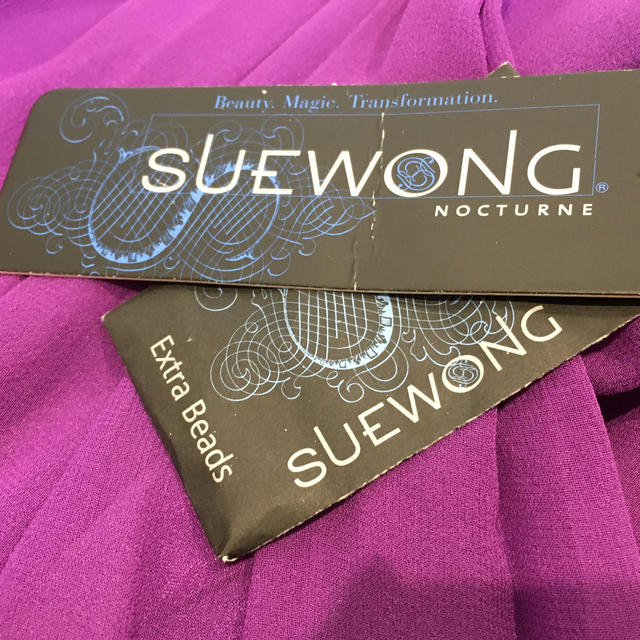 Beauty. Magic. Transformation.
SUEWONG®
NOCTURNE
Extra Beads
SUEWONG